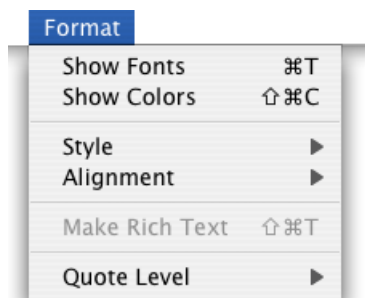 Format
Show Fonts ⌘T
Show Colors ⇧⌘C
Style ▶
Alignment ▶
Make Rich Text ⇧⌘T
Quote Level ▶